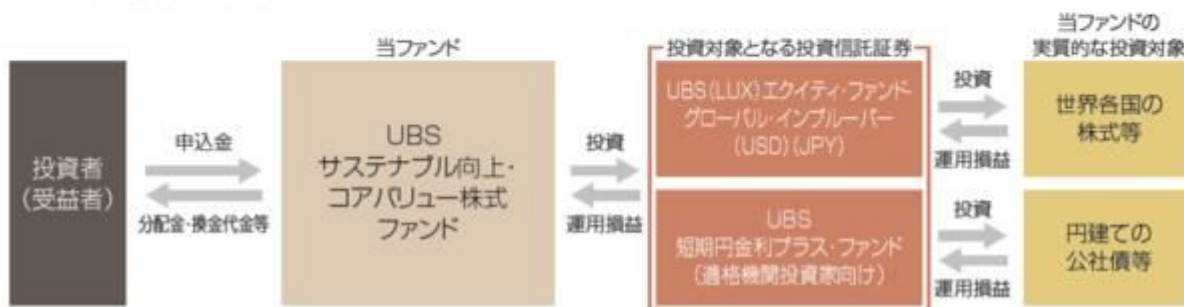 当ファンド
投資対象となる投資信託証券
当ファンドの
実質的な投資対象
投資者
(受益者)
申込金
分配金・換金代金等
UBS
サステナブル向上・
コアバリュー株式
ファンド
投資
運用損益
UBS(LUX)エクイティ・ファンド
グローバル・インプルーバー
(USD)(JPY)
投資
運用損益
世界各国の
株式等
UBS
短期円金利プラス・ファンド
(適格機関投資家向け)
投資
運用損益
円建ての
公社債等